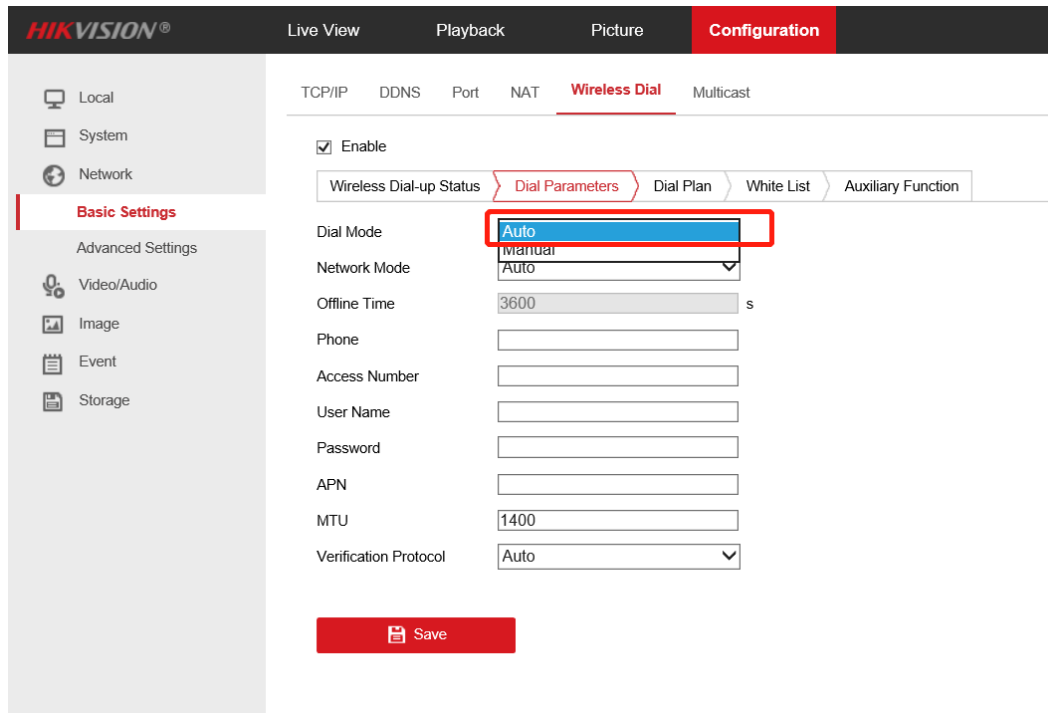 HIKVISION® Live View Playback Picture Configuration
Local
System
Network
Basic Settings
Advanced Settings
Video/Audio
Image
Event
Storage
TCP/IP DDNS Port NAT Wireless Dial Multicast
Enable
Wireless Dial-up Status Dial Parameters Dial Plan White List Auxiliary Function
Dial Mode Auto
Manual
Network Mode Auto
Offline Time 3600 s
Phone
Access Number
User Name
Password
APN
MTU 1400
Verification Protocol Auto
Save